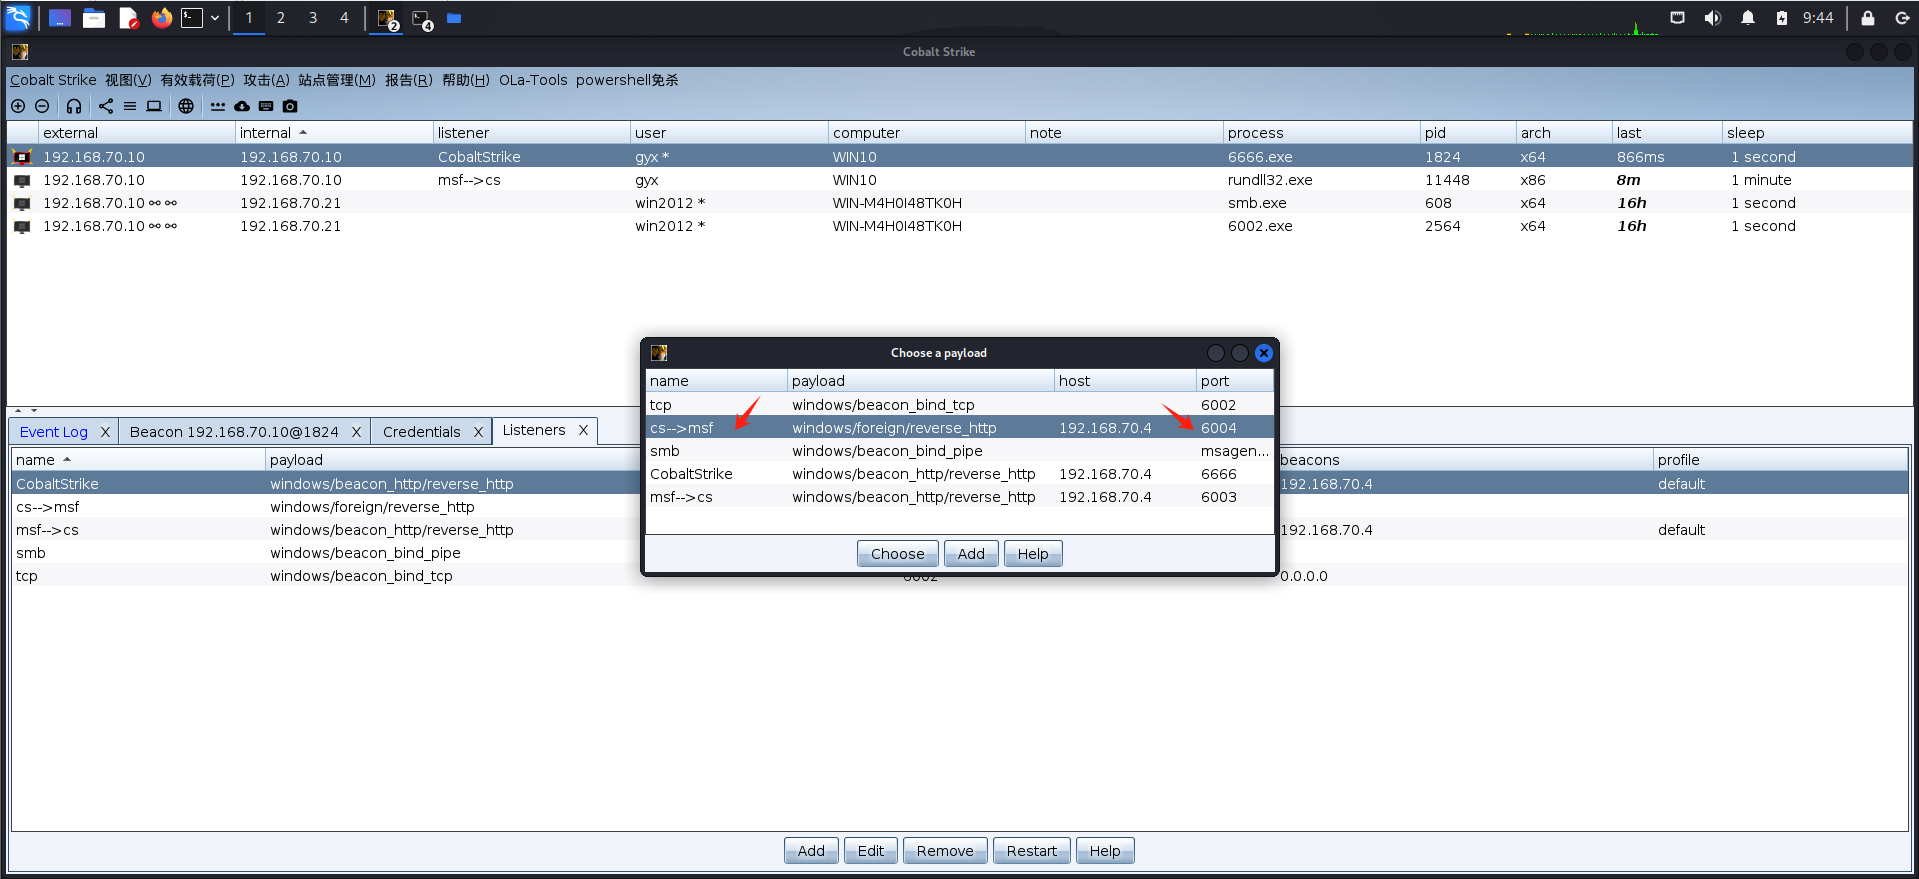 1 2 3 4 2 4 9:44
Cobalt Strike
Cobalt Strike 视图(V) 有效载荷(P) 攻击(A) 站点管理(M) 报告(R) 帮助(H) OLa-Tools powershell免杀
external internal listener user computer note process pid arch last sleep
192.168.70.10 192.168.70.10 CobaltStrike gyx * WIN10 6666.exe 1824 x64 866ms 1 second
192.168.70.10 192.168.70.10 msf-->cs gyx WIN10 rundll32.exe 11448 x86 8m 1 minute
192.168.70.10 192.168.70.21 win2012 * WIN-M4H0I48TK0H smb.exe 608 x64 16h 1 second
192.168.70.10 192.168.70.21 win2012 * WIN-M4H0I48TK0H 6002.exe 2564 x64 16h 1 second
Choose a payload
name payload host port
tcp windows/beacon_bind_tcp 6002
cs-->msf windows/foreign/reverse_http 192.168.70.4 6004
smb windows/beacon_bind_pipe msagen...
CobaltStrike windows/beacon_http/reverse_http 192.168.70.4 6666
msf-->cs windows/beacon_http/reverse_http 192.168.70.4 6003
Choose Add Help
Event Log X Beacon 192.168.70.10@1824 X Credentials X Listeners X
name payload beacons profile
CobaltStrike windows/beacon_http/reverse_http 192.168.70.4 default
cs-->msf windows/foreign/reverse_http
msf-->cs windows/beacon_http/reverse_http 192.168.70.4 default
smb windows/beacon_bind_pipe
tcp windows/beacon_bind_tcp 6002 0.0.0.0
Add Edit Remove Restart Help